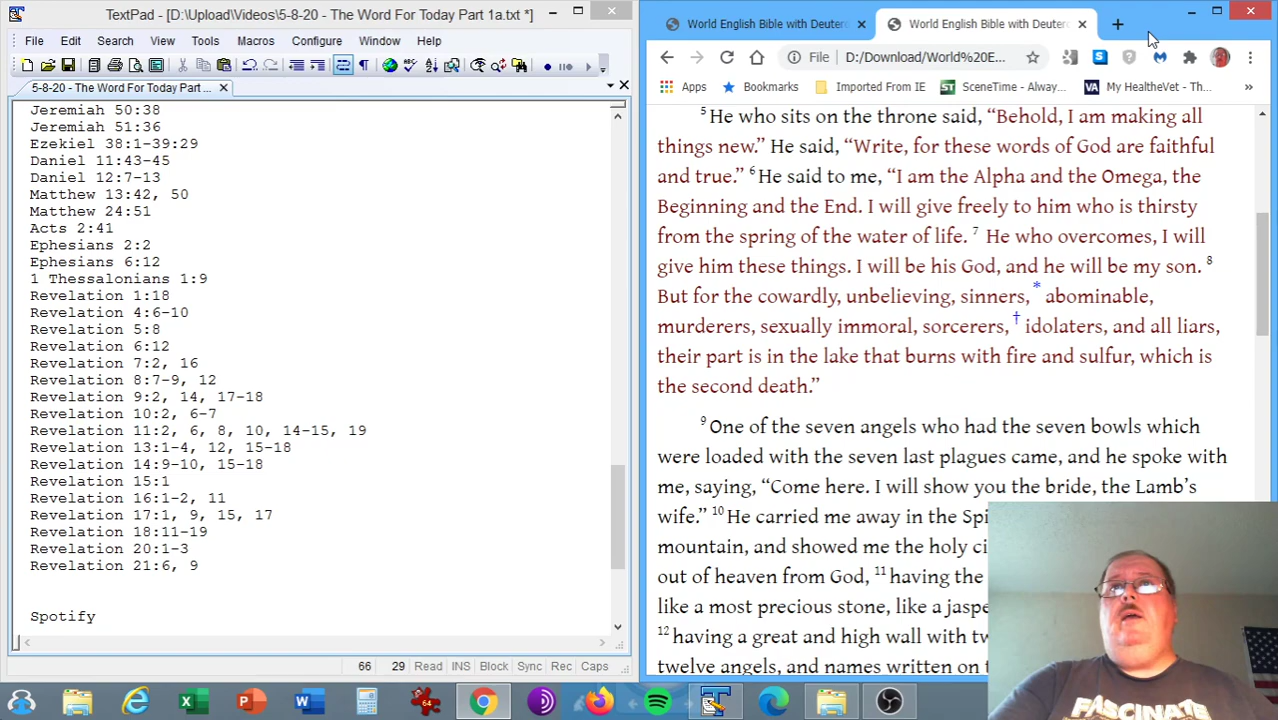 TextPad - [D:\Upload\Videos\5-8-20 - The Word For Today Part 1a.txt *]
File Edit Search View Tools Macros Configure Window Help
5-8-20 - The Word For Today Part ...
Jeremiah 50:38
Jeremiah 51:36
Ezekiel 38:1-39:29
Daniel 11:43-45
Daniel 12:7-13
Matthew 13:42, 50
Matthew 24:51
Acts 2:41
Ephesians 2:2
Ephesians 6:12
1 Thessalonians 1:9
Revelation 1:18
Revelation 4:6-10
Revelation 5:8
Revelation 6:12
Revelation 7:2, 16
Revelation 8:7-9, 12
Revelation 9:2, 14, 17-18
Revelation 10:2, 6-7
Revelation 11:2, 6, 8, 10, 14-15, 19
Revelation 13:1-4, 12, 15-18
Revelation 14:9-10, 15-18
Revelation 15:1
Revelation 16:1-2, 11
Revelation 17:1, 9, 15, 17
Revelation 18:11-19
Revelation 20:1-3
Revelation 21:6, 9
Spotify
66 29 Read INS Block Sync Rec Caps
World English Bible with Deutero
World English Bible with Deutero
File D:/Download/World%20E...
Apps Bookmarks Imported From IE ST SceneTime - Alway... VA My HealtheVet - Th... »
5 He who sits on the throne said, “Behold, I am making all
things new.” He said, “Write, for these words of God are faithful
and true.” 6 He said to me, “I am the Alpha and the Omega, the
Beginning and the End. I will give freely to him who is thirsty
from the spring of the water of life. 7 He who overcomes, I will
give him these things. I will be his God, and he will be my son. 8
But for the cowardly, unbelieving, sinners,* abominable,
murderers, sexually immoral, sorcerers,† idolaters, and all liars,
their part is in the lake that burns with fire and sulfur, which is
the second death.”
9 One of the seven angels who had the seven bowls which
were loaded with the seven last plagues came, and he spoke with
me, saying, “Come here. I will show you the bride, the Lamb’s
wife.” 10 He carried me away in the Spi
mountain, and showed me the holy ci
out of heaven from God, 11 having the
like a most precious stone, like a jaspe
12 having a great and high wall with tw
twelve angels, and names written on t
FASCINATE
64